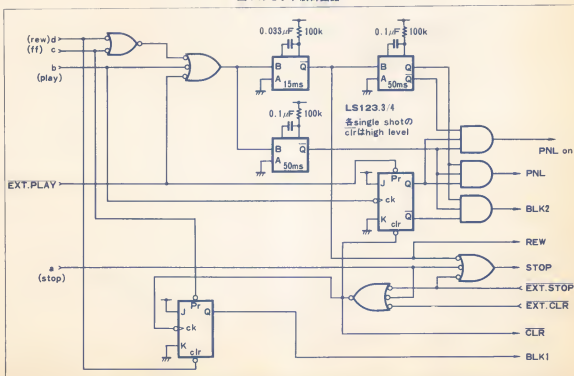 0.033μF
100k
0.1μF
100k
(rew)d
(ff) c
b
(play)
B
Q
A
15ms
B
Q
Q
A
50ms
LS123.3/4
各single shotの
clrはhigh level
0.1μF
100k
B
A
Q
50ms
PNL on
EXT.PLAY
Pr
J
Q
ck
K
Q
clr
PNL
BLK2
REW
a
(stop)
STOP
EXT.STOP
EXT.CLR
CLR
Pr
J
Q
ck
K
clr
BLK1